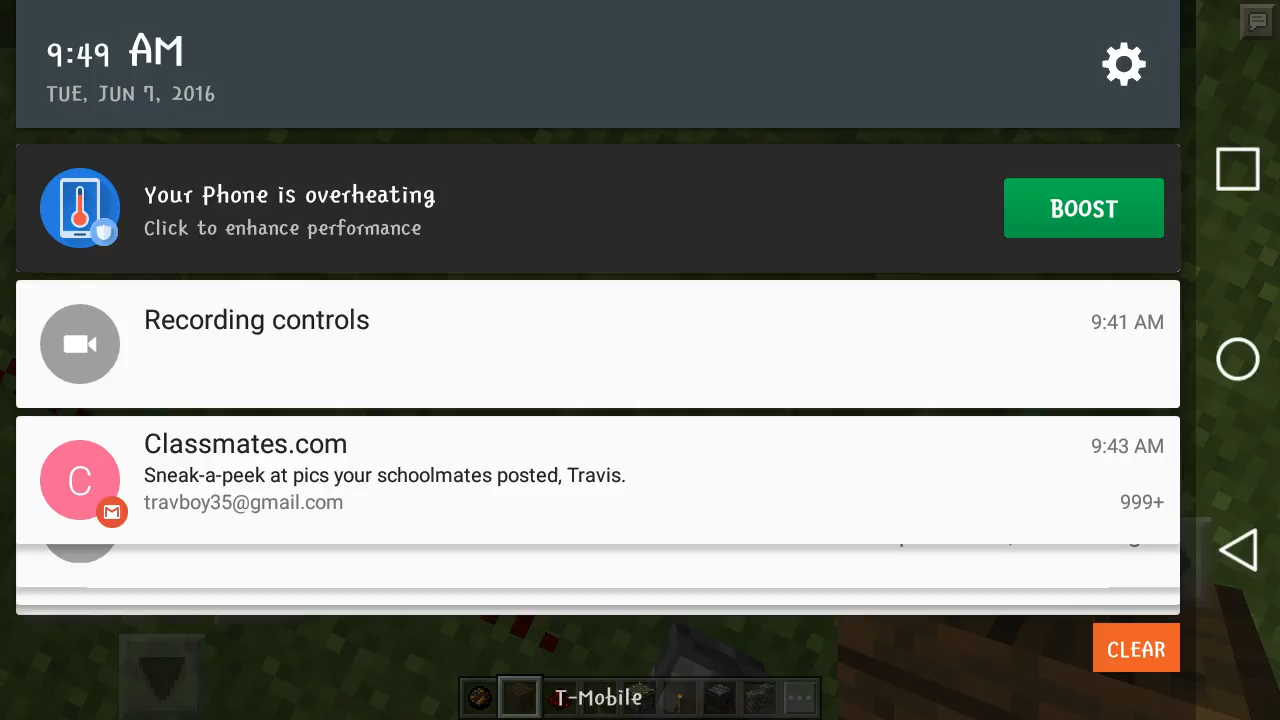 9:49 AM
TUE, JUN 7, 2016
Your Phone is overheating
Click to enhance performance
BOOST
Recording controls
9:41 AM
C
Classmates.com
9:43 AM
Sneak-a-peek at pics your schoolmates posted, Travis.
travboy35@gmail.com
999+
CLEAR
T-Mobile